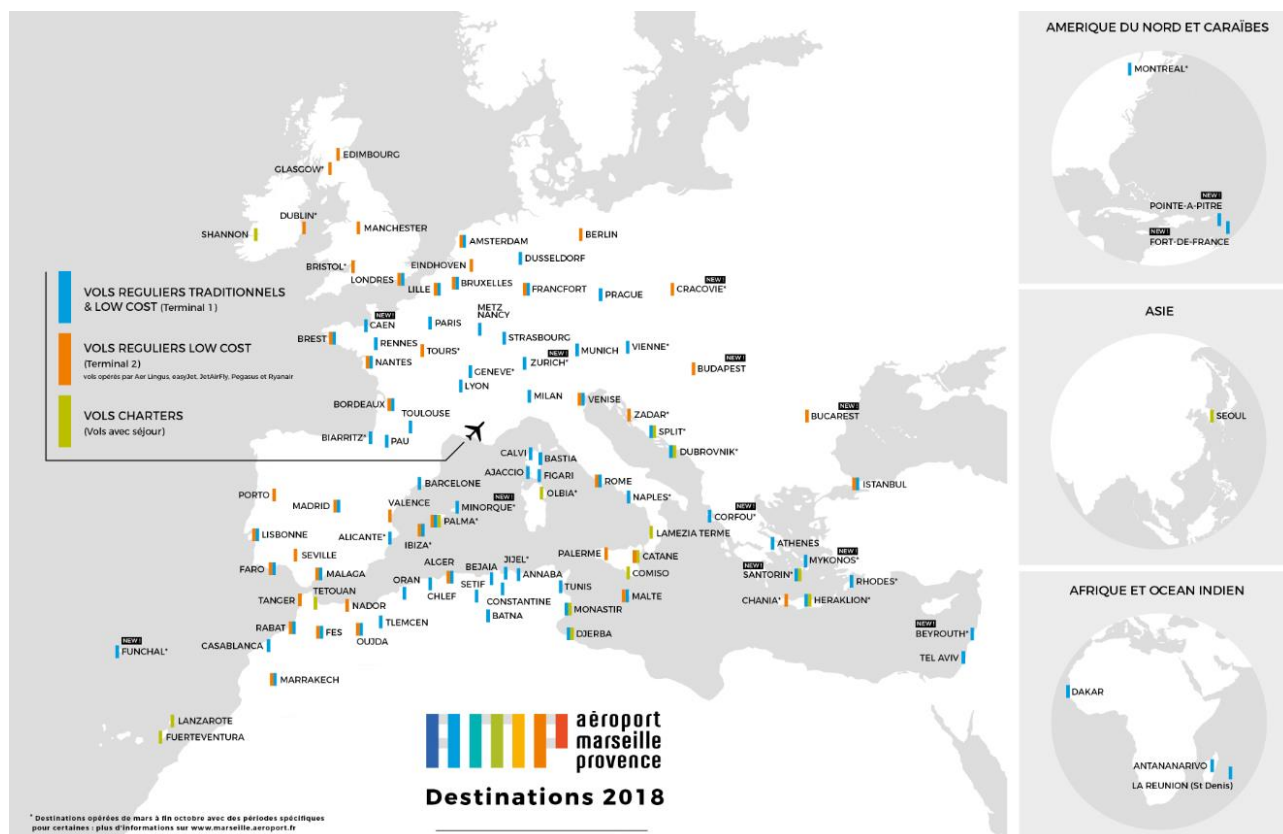 AMERIQUE DU NORD ET CARAÏBES
MONTREAL*
NEW !
POINTE-A-PITRE
NEW !
FORT-DE-FRANCE
ASIE
SEOUL
AFRIQUE ET OCEAN INDIEN
DAKAR
ANTANANARIVO
LA REUNION (St Denis)
VOLS REGULIERS TRADITIONNELS
& LOW COST (Terminal 1)
VOLS REGULIERS LOW COST
(Terminal 2)
vols opérés par Aer Lingus, easyJet, JetAirFly, Pegasus et Ryanair
VOLS CHARTERS
(Vols avec séjour)
EDIMBOURG
GLASGOW*
DUBLIN*
SHANNON
MANCHESTER
BRISTOL*
LONDRES
AMSTERDAM
BERLIN
EINDHOVEN
DUSSELDORF
LILLE
BRUXELLES
FRANCFORT
PRAGUE
NEW !
CRACOVIE*
NEW !
CAEN
PARIS
METZ
NANCY
BREST
RENNES
STRASBOURG
NANTES
TOURS*
MUNICH
VIENNE*
NEW !
ZURICH*
GENEVE*
NEW !
BUDAPEST
LYON
MILAN
VENISE
BORDEAUX
TOULOUSE
ZADAR*
NEW !
BUCAREST
BIARRITZ*
PAU
SPLIT*
DUBROVNIK*
CALVI
BASTIA
AJACCIO
FIGARI
BARCELONE
ROME
ISTANBUL
PORTO
MADRID
VALENCE
NEW !
MINORQUE*
OLBIA*
NAPLES*
PALMA*
NEW !
CORFOU*
LISBONNE
ALICANTE*
IBIZA*
LAMEZIA TERME
ATHENES
SEVILLE
PALERME
CATANE
NEW !
MYKONOS*
FARO
MALAGA
ALGER
BEJAIA
JIJEL*
ANNABA
COMISO
NEW !
SANTORIN*
RHODES*
TETOUAN
ORAN
CHLEF
SETIF
TUNIS
MALTE
CHANIA*
HERAKLION*
TANGER
NADOR
CONSTANTINE
MONASTIR
RABAT
FES
OUJDA
TLEMCEN
BATNA
DJERBA
NEW !
BEYROUTH*
NEW !
FUNCHAL*
CASABLANCA
TEL AVIV
MARRAKECH
LANZAROTE
FUERTEVENTURA
aéroport
marseille
provence
Destinations 2018
* Destinations opérées de mars à fin octobre avec des périodes spécifiques
pour certaines : plus d'informations sur www.marseille.aeroport.fr